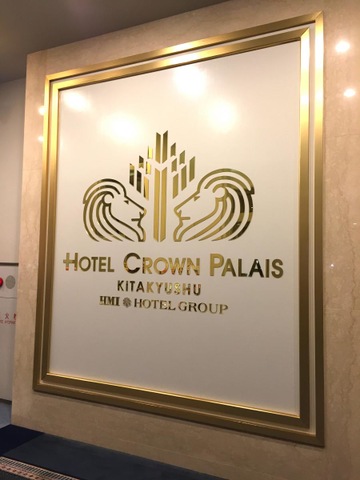 HOTEL CROWN PALAIS
KITAKYUSHU
HMI HOTEL GROUP